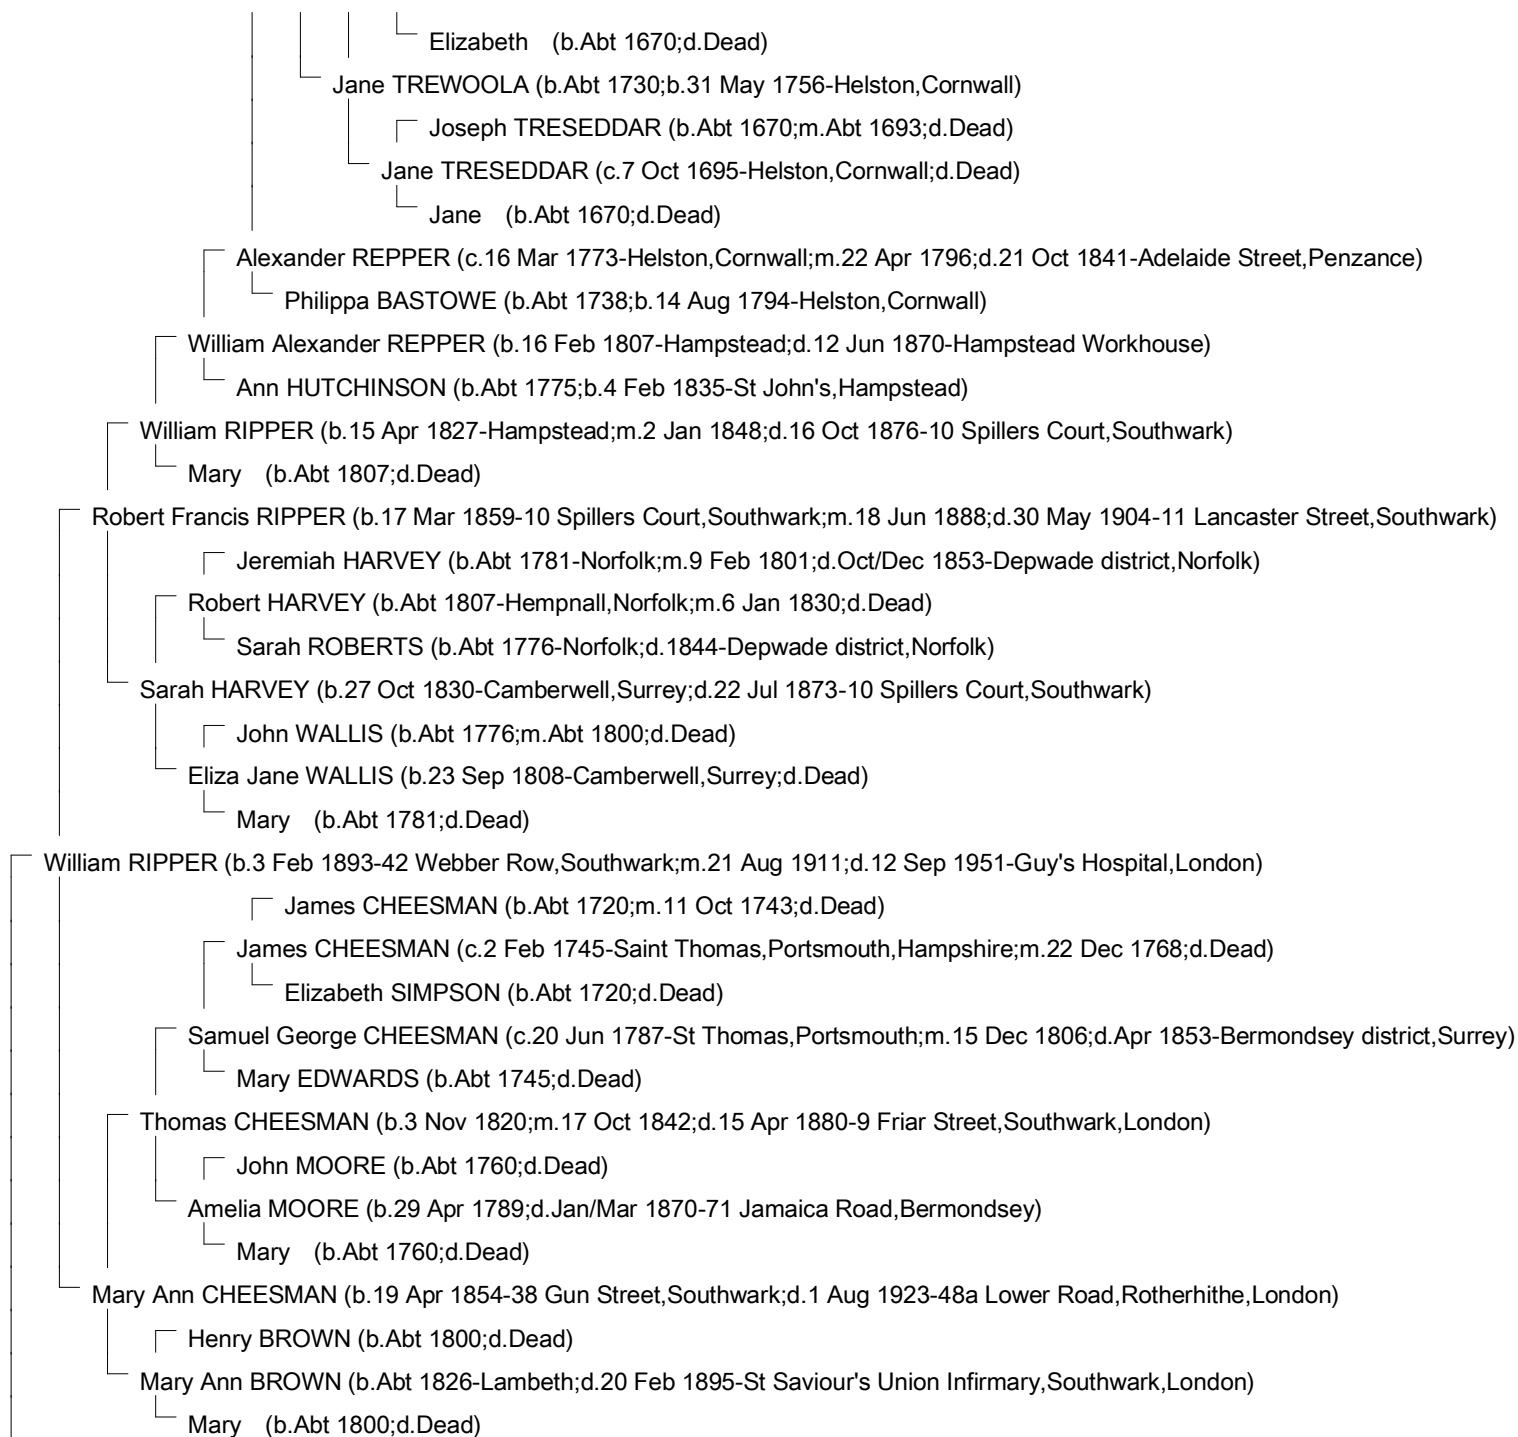 Elizabeth (b.Abt 1670;d.Dead)
Jane TREWOOLA (b.Abt 1730;b.31 May 1756-Helston,Cornwall)
Joseph TRESEDDAR (b.Abt 1670;m.Abt 1693;d.Dead)
Jane TRESEDDAR (c.7 Oct 1695-Helston,Cornwall;d.Dead)
Jane (b.Abt 1670;d.Dead)
Alexander REPPER (c.16 Mar 1773-Helston,Cornwall;m.22 Apr 1796;d.21 Oct 1841-Adelaide Street,Penzance)
Philippa BASTOWE (b.Abt 1738;b.14 Aug 1794-Helston,Cornwall)
William Alexander REPPER (b.16 Feb 1807-Hampstead;d.12 Jun 1870-Hampstead Workhouse)
Ann HUTCHINSON (b.Abt 1775;b.4 Feb 1835-St John's,Hampstead)
William RIPPER (b.15 Apr 1827-Hampstead;m.2 Jan 1848;d.16 Oct 1876-10 Spillers Court,Southwark)
Mary (b.Abt 1807;d.Dead)
Robert Francis RIPPER (b.17 Mar 1859-10 Spillers Court,Southwark;m.18 Jun 1888;d.30 May 1904-11 Lancaster Street,Southwark)
Jeremiah HARVEY (b.Abt 1781-Norfolk;m.9 Feb 1801;d.Oct/Dec 1853-Depwade district,Norfolk)
Robert HARVEY (b.Abt 1807-Hempnall,Norfolk;m.6 Jan 1830;d.Dead)
Sarah ROBERTS (b.Abt 1776-Norfolk;d.1844-Depwade district,Norfolk)
Sarah HARVEY (b.27 Oct 1830-Camberwell,Surrey;d.22 Jul 1873-10 Spillers Court,Southwark)
John WALLIS (b.Abt 1776;m.Abt 1800;d.Dead)
Eliza Jane WALLIS (b.23 Sep 1808-Camberwell,Surrey;d.Dead)
Mary (b.Abt 1781;d.Dead)
William RIPPER (b.3 Feb 1893-42 Webber Row,Southwark;m.21 Aug 1911;d.12 Sep 1951-Guy's Hospital,London)
James CHEESMAN (b.Abt 1720;m.11 Oct 1743;d.Dead)
James CHEESMAN (c.2 Feb 1745-Saint Thomas,Portsmouth,Hampshire;m.22 Dec 1768;d.Dead)
Elizabeth SIMPSON (b.Abt 1720;d.Dead)
Samuel George CHEESMAN (c.20 Jun 1787-St Thomas,Portsmouth;m.15 Dec 1806;d.Apr 1853-Bermondsey district,Surrey)
Mary EDWARDS (b.Abt 1745;d.Dead)
Thomas CHEESMAN (b.3 Nov 1820;m.17 Oct 1842;d.15 Apr 1880-9 Friar Street,Southwark,London)
John MOORE (b.Abt 1760;d.Dead)
Amelia MOORE (b.29 Apr 1789;d.Jan/Mar 1870-71 Jamaica Road,Bermondsey)
Mary (b.Abt 1760;d.Dead)
Mary Ann CHEESMAN (b.19 Apr 1854-38 Gun Street,Southwark;d.1 Aug 1923-48a Lower Road,Rotherhithe,London)
Henry BROWN (b.Abt 1800;d.Dead)
Mary Ann BROWN (b.Abt 1826-Lambeth;d.20 Feb 1895-St Saviour's Union Infirmary,Southwark,London)
Mary (b.Abt 1800;d.Dead)